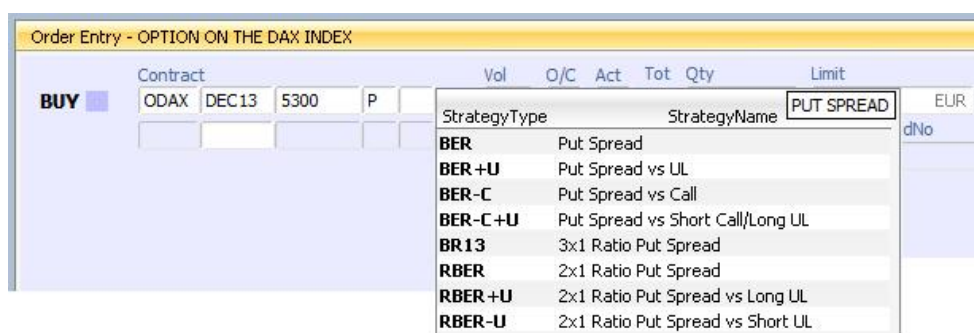 Order Entry - OPTION ON THE DAX INDEX
Contract Vol O/C Act Tot Qty Limit
BUY ODAX DEC13 5300 P EUR
PUT SPREAD
StrategyType StrategyName
dNo
BER Put Spread
BER+U Put Spread vs UL
BER-C Put Spread vs Call
BER-C+U Put Spread vs Short Call/Long UL
BR13 3x1 Ratio Put Spread
RBER 2x1 Ratio Put Spread
RBER+U 2x1 Ratio Put Spread vs Long UL
RBER-U 2x1 Ratio Put Spread vs Short UL